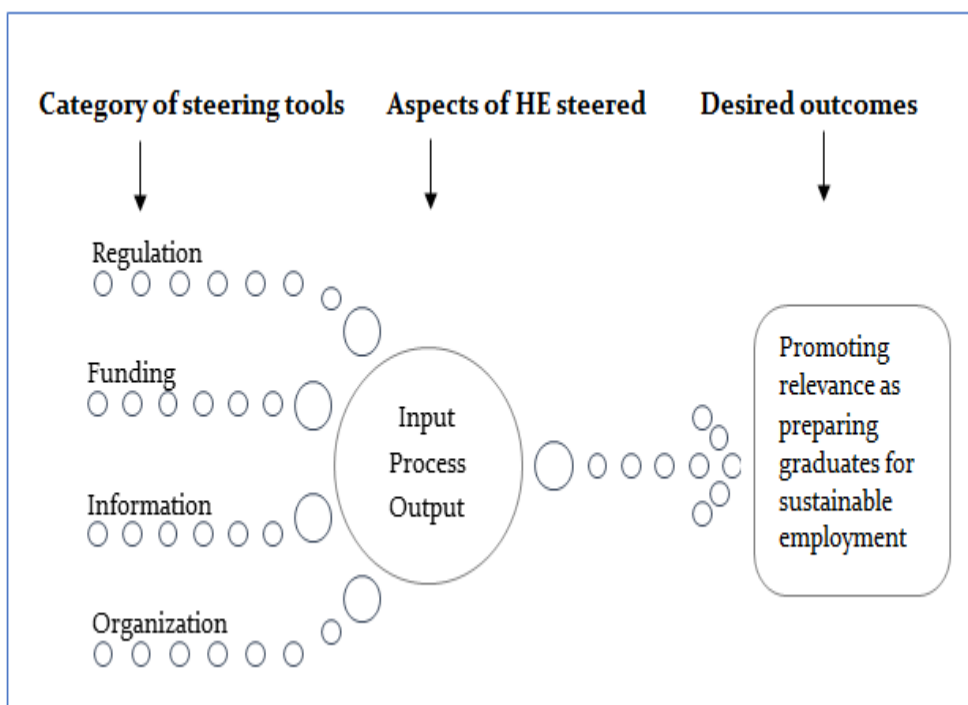 Category of steering tools
Aspects of HE steered
Desired outcomes
Regulation
Funding
Information
Organization
Input
Process
Output
Promoting
relevance as
preparing
graduates for
sustainable
employment